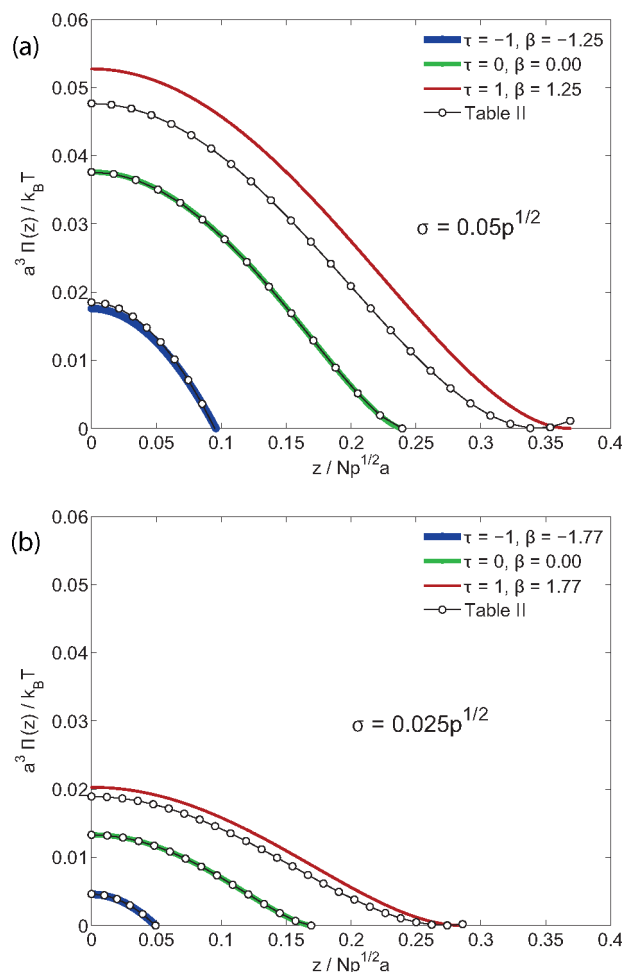 (a)
τ = −1, β = −1.25
τ = 0, β = 0.00
τ = 1, β = 1.25
Table II
σ = 0.05p^1/2
0.06
0.05
0.04
0.03
0.02
0.01
0
a³ Π(z) / k_B T
0 0.05 0.1 0.15 0.2 0.25 0.3 0.35 0.4
z / Np^1/2 a
(b)
τ = −1, β = −1.77
τ = 0, β = 0.00
τ = 1, β = 1.77
Table II
σ = 0.025p^1/2
0.06
0.05
0.04
0.03
0.02
0.01
0
a³ Π(z) / k_B T
0 0.05 0.1 0.15 0.2 0.25 0.3 0.35 0.4
z / Np^1/2 a